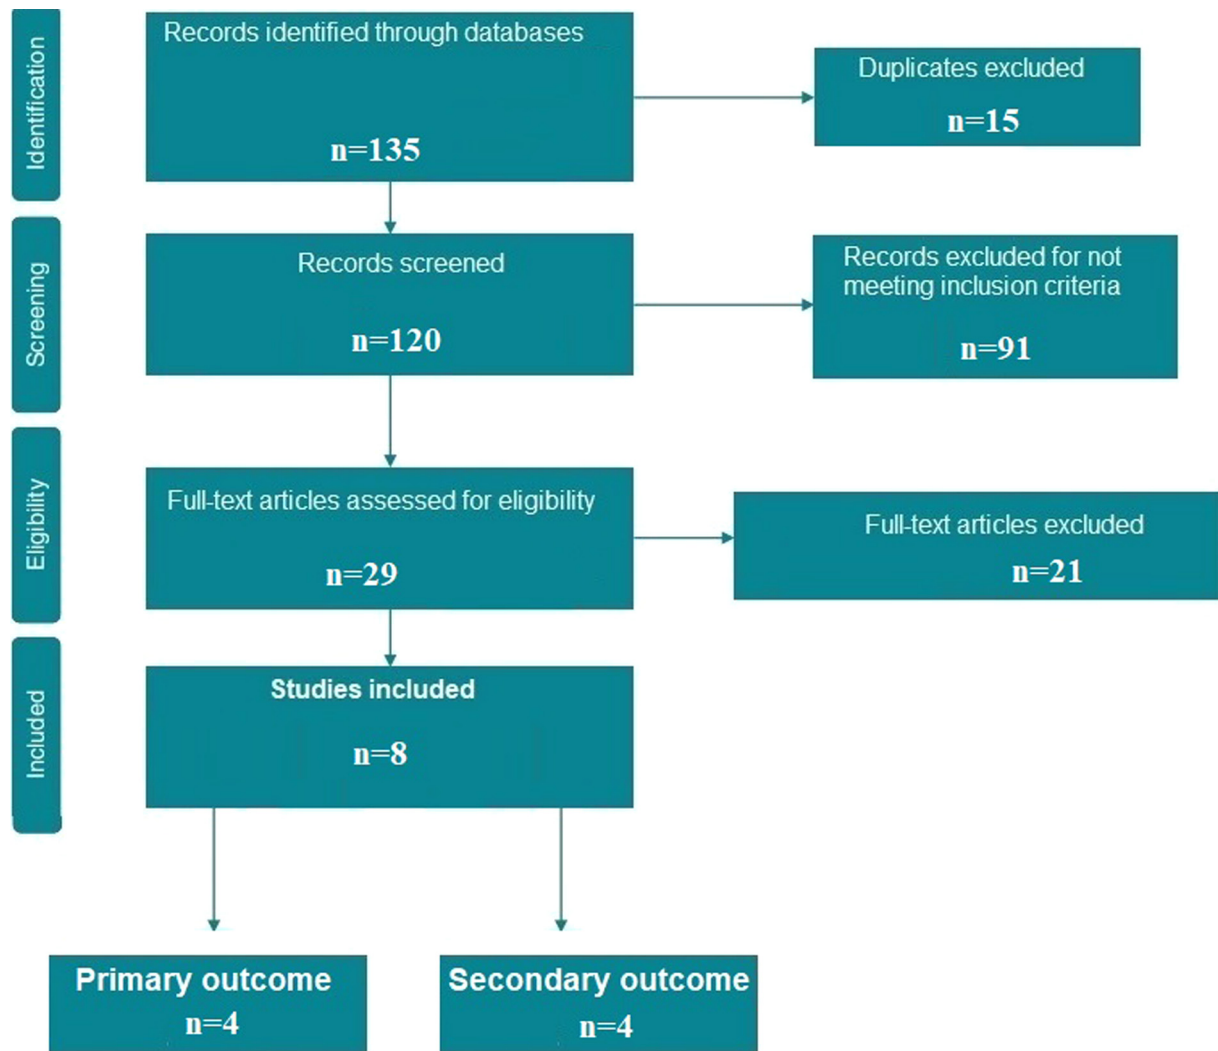 Identification
Records identified through databases
n=135
Duplicates excluded
n=15
Screening
Records screened
n=120
Records excluded for not
meeting inclusion criteria
n=91
Eligibility
Full-text articles assessed for eligibility
n=29
Full-text articles excluded
n=21
Included
Studies included
n=8
Primary outcome
n=4
Secondary outcome
n=4